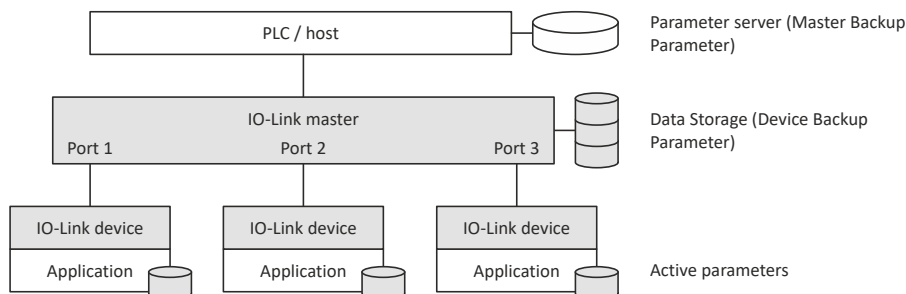 PLC / host
Parameter server (Master Backup
Parameter)
IO-Link master
Port 1
Port 2
Port 3
Data Storage (Device Backup
Parameter)
IO-Link device
IO-Link device
IO-Link device
Application
Application
Application
Active parameters